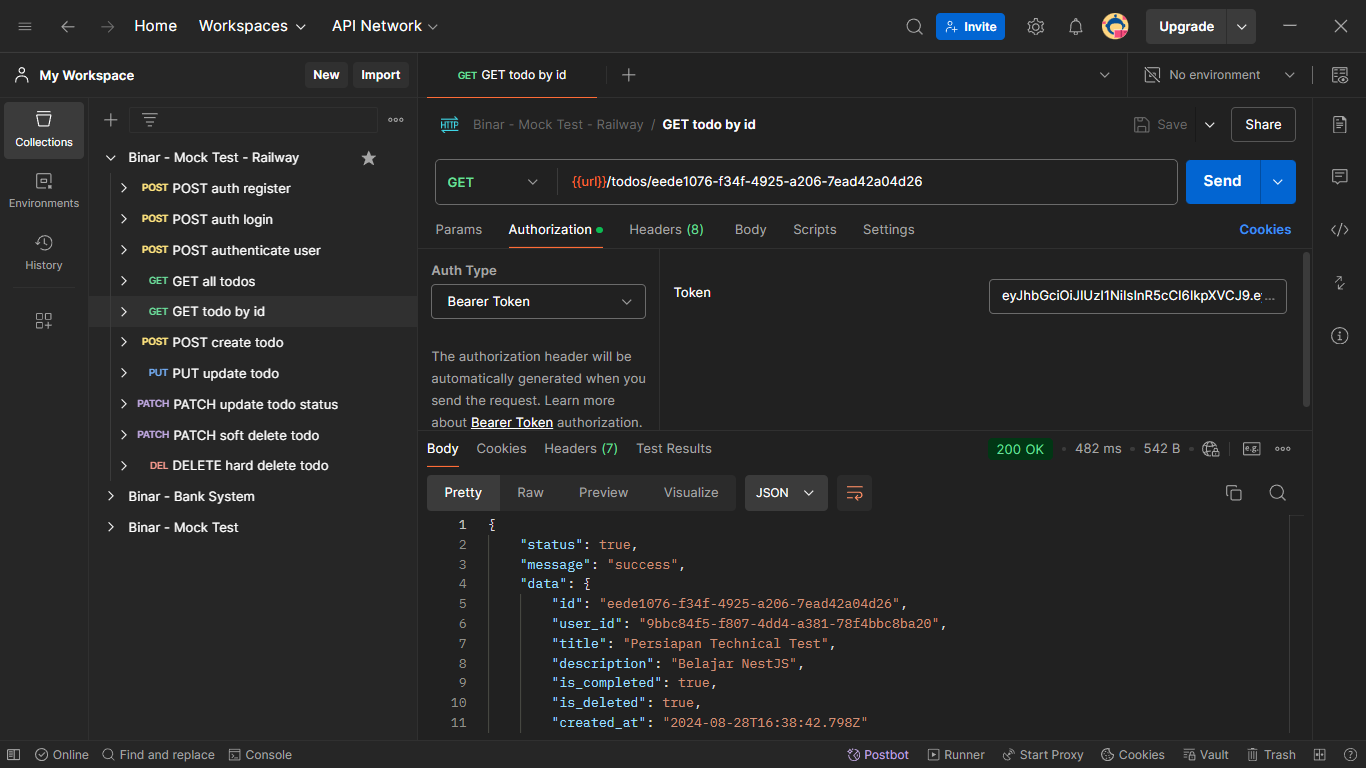 Home Workspaces API Network Invite Upgrade
My Workspace New Import
GET GET todo by id No environment
Collections
Environments
History
Binar - Mock Test - Railway
POST POST auth register
POST POST auth login
POST POST authenticate user
GET GET all todos
GET GET todo by id
POST POST create todo
PUT PUT update todo
PATCH PATCH update todo status
PATCH PATCH soft delete todo
DEL DELETE hard delete todo
Binar - Bank System
Binar - Mock Test
HTTP Binar - Mock Test - Railway / GET todo by id Save Share
GET {{url}}/todos/eede1076-f34f-4925-a206-7ead42a04d26 Send
Params Authorization Headers (8) Body Scripts Settings Cookies
Auth Type
Bearer Token
The authorization header will be
automatically generated when you
send the request. Learn more
about Bearer Token authorization.
Token eyJhbGciOiJIUzI1NiIsInR5cCI6IkpXVCJ9.e...
Body Cookies Headers (7) Test Results 200 OK 482 ms 542 B e.g.
Pretty Raw Preview Visualize JSON
1 {
2 "status": true,
3 "message": "success",
4 "data": {
5 "id": "eede1076-f34f-4925-a206-7ead42a04d26",
6 "user_id": "9bbc84f5-f807-4dd4-a381-78f4bbc8ba20",
7 "title": "Persiapan Technical Test",
8 "description": "Belajar NestJS",
9 "is_completed": true,
10 "is_deleted": true,
11 "created_at": "2024-08-28T16:38:42.798Z"
Online Find and replace Console Postbot Runner Start Proxy Cookies Vault Trash